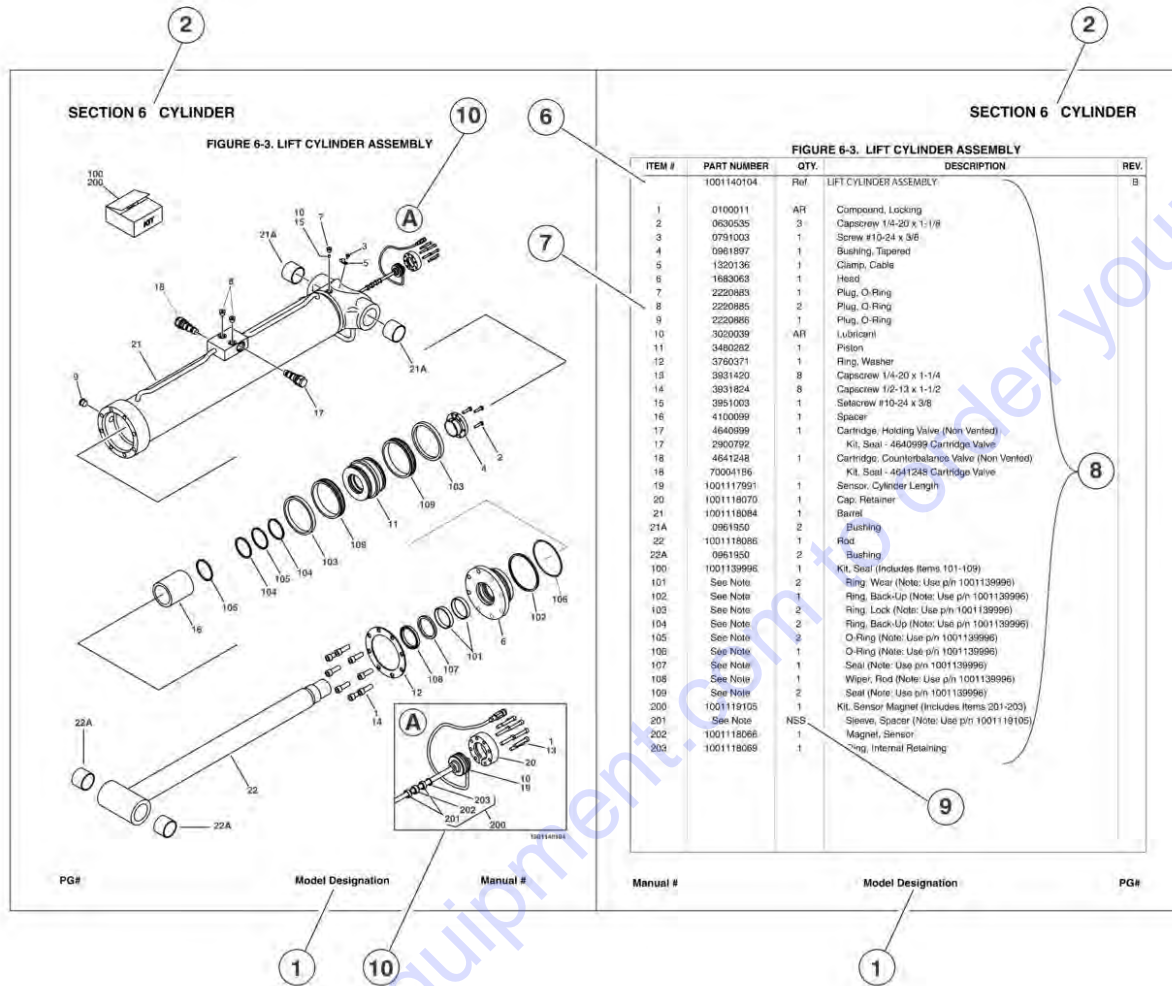 2
2
SECTION 6 CYLINDER
10
FIGURE 6-3. LIFT CYLINDER ASSEMBLY
100
200
KIT
10
15
7
A
21A
3
5
18
8
21
21A
9
17
2
4
103
109
11
109
103
104
105
104
105
16
106
102
6
101
107
108
12
1
14
22A
22
22A
A
1
13
20
10
19
203
202
201
200
1001140104
PG#
Model Designation
Manual #
1
10
6
SECTION 6 CYLINDER
FIGURE 6-3. LIFT CYLINDER ASSEMBLY
ITEM # PART NUMBER QTY. DESCRIPTION REV.
1001140104 Ref. LIFT CYLINDER ASSEMBLY B
7
1 0100011 AR Compound, Locking
2 0630535 3 Capscrew 1/4-20 x 1-1/8
3 0791003 1 Screw #10-24 x 3/8
4 0961897 1 Bushing, Tapered
5 1320136 1 Clamp, Cable
6 1683063 1 Head
7 2220883 1 Plug, O-Ring
8 2220885 2 Plug, O-Ring
9 2220886 1 Plug, O-Ring
10 3020039 AR Lubricant
11 3480282 1 Piston
12 3760371 1 Ring, Washer
13 3931420 8 Capscrew 1/4-20 x 1-1/4
14 3931824 8 Capscrew 1/2-13 x 1-1/2
15 3951003 1 Setscrew #10-24 x 3/8
16 4100099 1 Spacer
17 4640999 1 Cartridge, Holding Valve (Non Vented)
17 2900792 Kit, Seal - 4640999 Cartridge Valve
18 4641248 1 Cartridge, Counterbalance Valve (Non Vented)
18 70004186 Kit, Seal - 4641248 Cartridge Valve
19 1001117991 1 Sensor, Cylinder Length
20 1001118070 1 Cap, Retainer
21 1001118084 1 Barrel
21A 0961950 2 Bushing
22 1001118086 1 Rod
22A 0961950 2 Bushing
100 1001139996 1 Kit, Seal (Includes Items 101-109)
101 See Note 2 Ring, Wear (Note: Use p/n 1001139996)
102 See Note 1 Ring, Back-Up (Note: Use p/n 1001139996)
103 See Note 2 Ring, Lock (Note: Use p/n 1001139996)
104 See Note 2 Ring, Back-Up (Note: Use p/n 1001139996)
105 See Note 2 O-Ring (Note: Use p/n 1001139996)
106 See Note 1 O-Ring (Note: Use p/n 1001139996)
107 See Note 1 Seal (Note: Use p/n 1001139996)
108 See Note 1 Wiper, Rod (Note: Use p/n 1001139996)
109 See Note 2 Seal (Note: Use p/n 1001139996)
200 1001119105 1 Kit, Sensor Magnet (Includes Items 201-203)
201 See Note NSS Sleeve, Spacer (Note: Use p/n 1001119105)
202 1001118066 1 Magnet, Sensor
203 1001118069 1 Ring, Internal Retaining
8
9
Manual #
Model Designation
PG#
1
equipment.com to order your